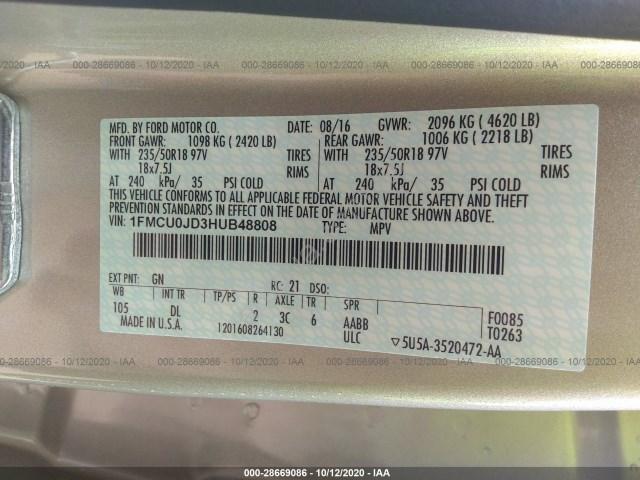 000-28669086 - 10/12/2020 - IAA
MFD. BY FORD MOTOR CO. DATE: 08/16 GVWR: 2096 KG ( 4620 LB)
FRONT GAWR: 1098 KG ( 2420 LB) REAR GAWR: 1006 KG ( 2218 LB)
WITH 235/50R18 97V TIRES WITH 235/50R18 97V TIRES
18x7.5J RIMS 18x7.5J RIMS
AT 240 kPa/ 35 PSI COLD AT 240 kPa/ 35 PSI COLD
THIS VEHICLE CONFORMS TO ALL APPLICABLE FEDERAL MOTOR VEHICLE SAFETY AND THEFT
PREVENTION STANDARDS IN EFFECT ON THE DATE OF MANUFACTURE SHOWN ABOVE.
VIN: 1FMCU0JD3HUB48808 TYPE: MPV
EXT PNT: GN RC: 21 DSO:
WB INT TR TP/PS R AXLE TR SPR
105 DL 2 3C 6 AABB F0085
MADE IN U.S.A. 1201608264130 ULC 5U5A-3520472-AA T0263
000-28669086 - 10/12/2020 - IAA